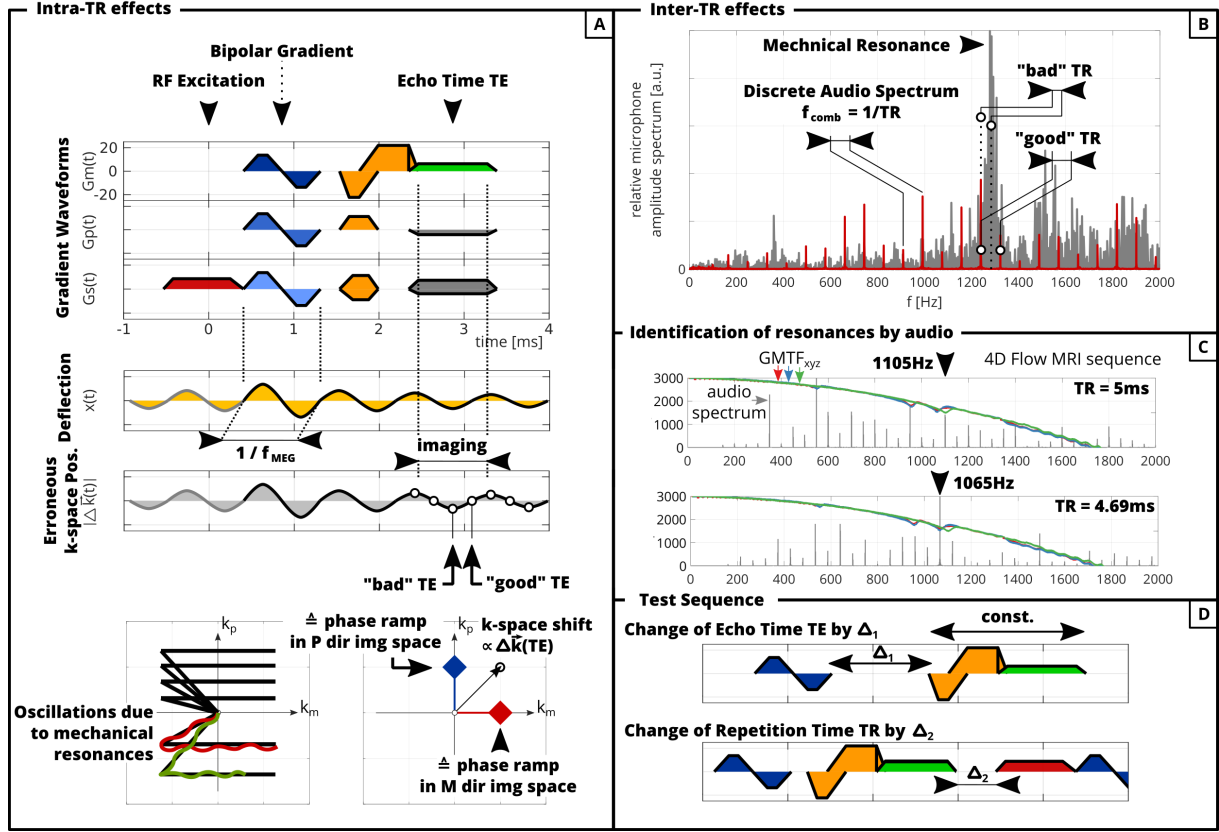 Intra-TR effects
A
Bipolar Gradient
RF Excitation
Echo Time TE
Gradient Waveforms
Gm(t)
20
0
-20
Gp(t)
Gs(t)
-1
0
1
2
3
4
time [ms]
Deflection
x(t)
1 / f MEG
imaging
Erroneous
k-space Pos.
|△k⃗(t)|
"bad" TE
"good" TE
kp
km
Oscillations due
to mechanical
resonances
≙ phase ramp
in P dir img space
kp
k-space shift
∝ Δk⃗(TE)
km
≙ phase ramp
in M dir img space
Inter-TR effects
B
Mechnical Resonance
"bad" TR
Discrete Audio Spectrum
f comb = 1/TR
"good" TR
relative microphone
amplitude spectrum [a.u.]
0
0 200 400 600 800 1000 1200 1400 1600 1800 2000
f [Hz]
Identification of resonances by audio
C
GMTFxyz
1105Hz
4D Flow MRI sequence
TR = 5ms
audio
spectrum
3000
2000
1000
0
0 200 400 600 800 1000 1200 1400 1600 1800 2000
1065Hz
TR = 4.69ms
3000
2000
1000
0
0 200 400 600 800 1000 1200 1400 1600 1800 2000
Test Sequence
D
Change of Echo Time TE by Δ1
const.
Δ1
Change of Repetition Time TR by Δ2
Δ2